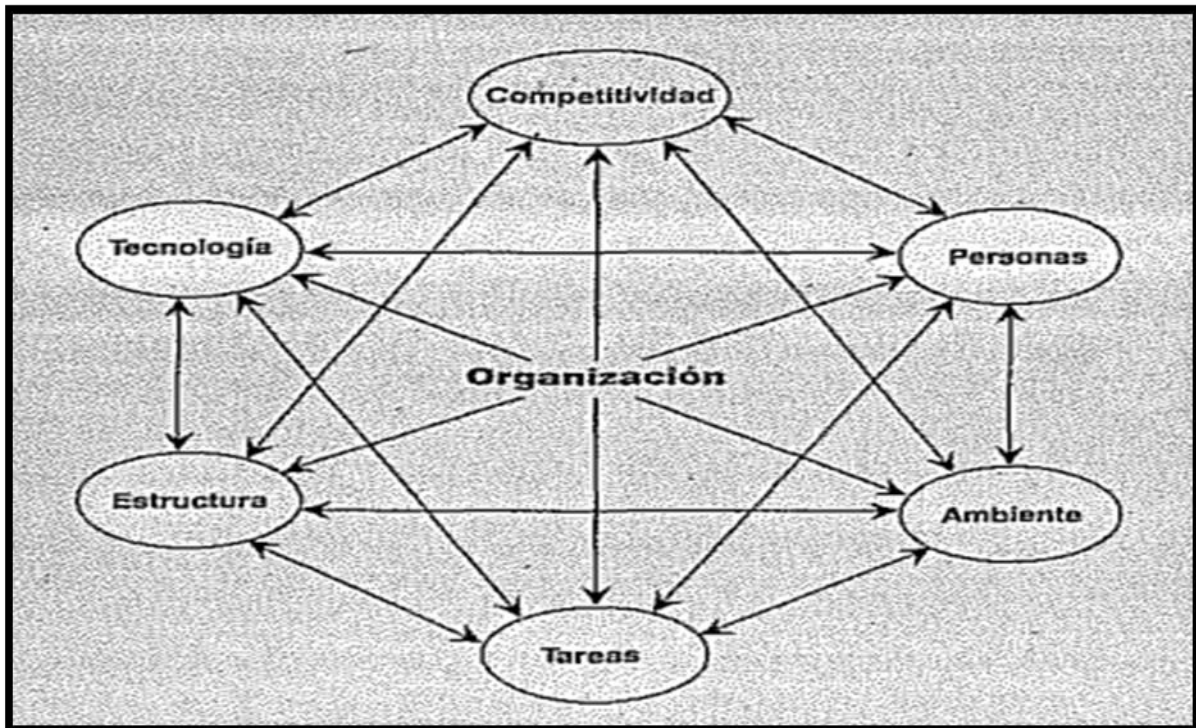 Competitividad
Tecnología
Personas
Organización
Estructura
Ambiente
Tareas